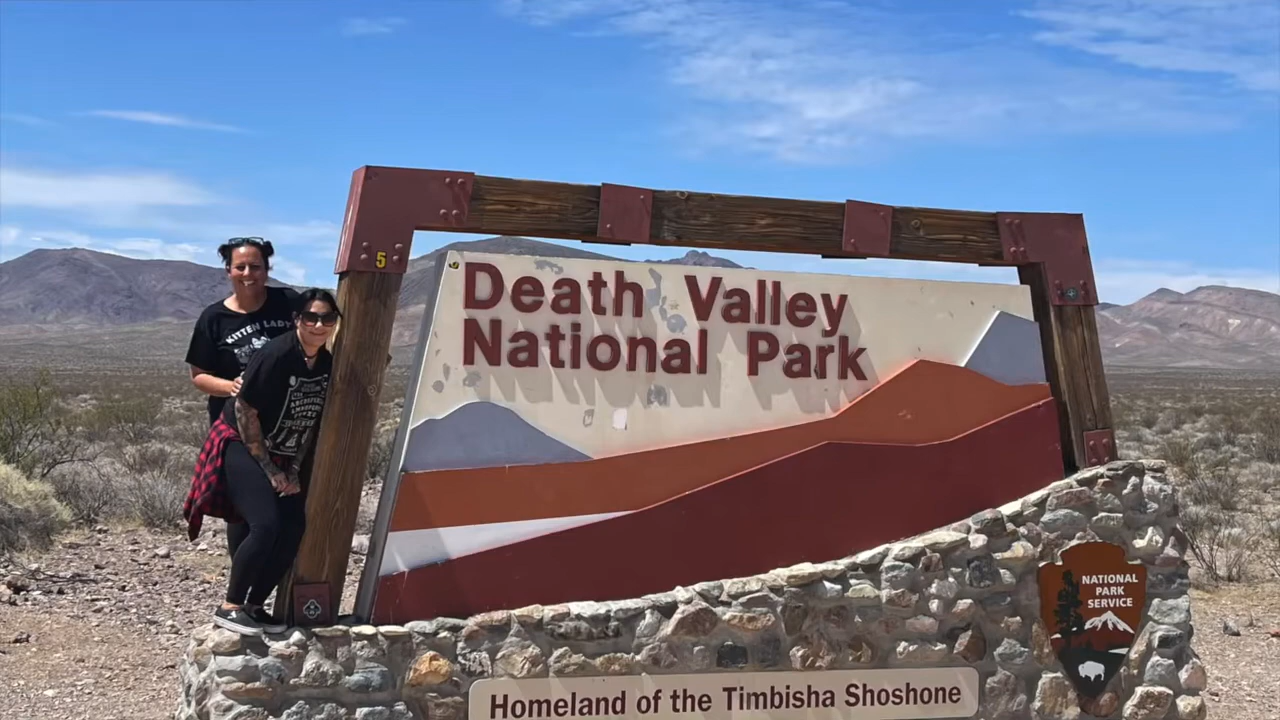 5
Death Valley
National Park
KITTEN LADY
NATIONAL
PARK
SERVICE
Homeland of the Timbisha Shoshone